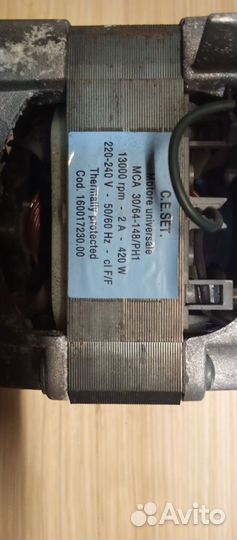 C.E.SET.
Motore universale
MCA 30/64-148/PH1
13000 rpm - 2 A - 420 W
220-240 V - 50/60 Hz - cl F/F
Thermally protected
Cod. 160017230.00
Avito